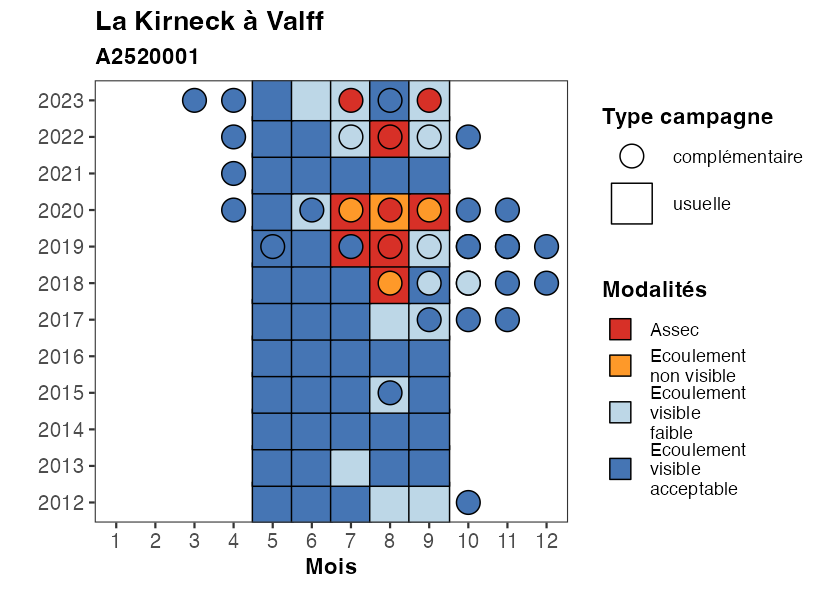 La Kirneck à Valff
A2520001
2023
2022
2021
2020
2019
2018
2017
2016
2015
2014
2013
2012
1 2 3 4 5 6 7 8 9 10 11 12
Mois
Type campagne
complémentaire
usuelle
Modalités
Assec
Ecoulement
non visible
Ecoulement
visible
faible
Ecoulement
visible
acceptable